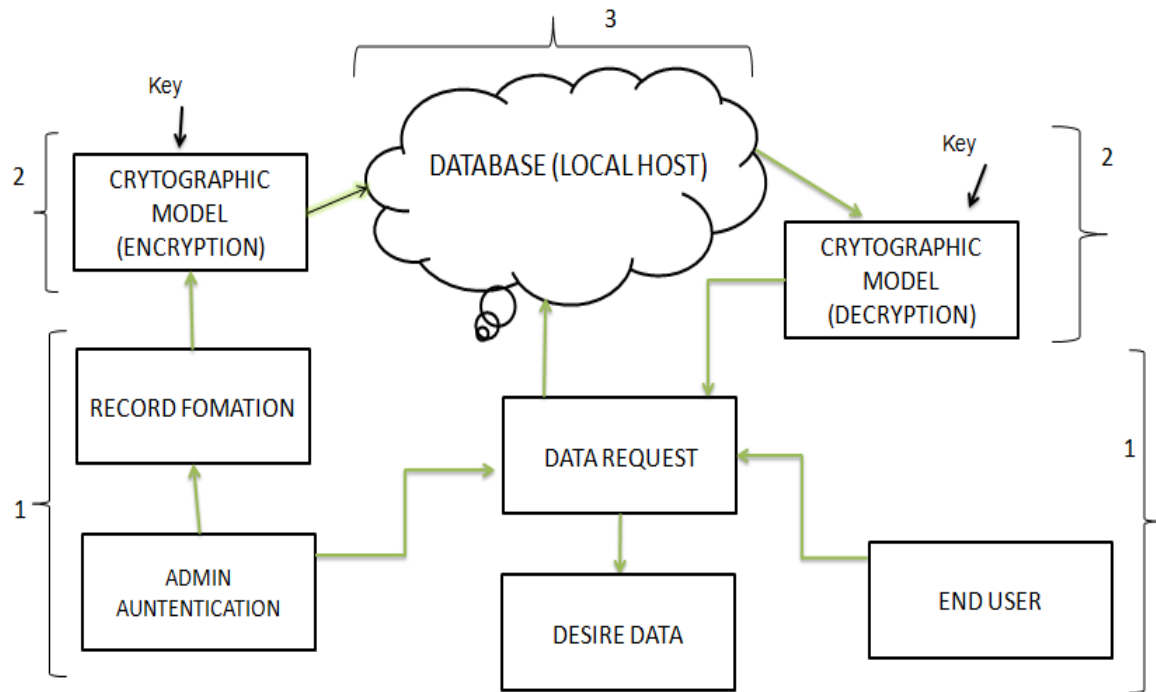 3
Key
2
CRYTOGRAPHIC
MODEL
(ENCRYPTION)
DATABASE (LOCAL HOST)
Key
2
CRYTOGRAPHIC
MODEL
(DECRYPTION)
RECORD FOMATION
1
DATA REQUEST
1
ADMIN
AUNTENTICATION
DESIRE DATA
END USER